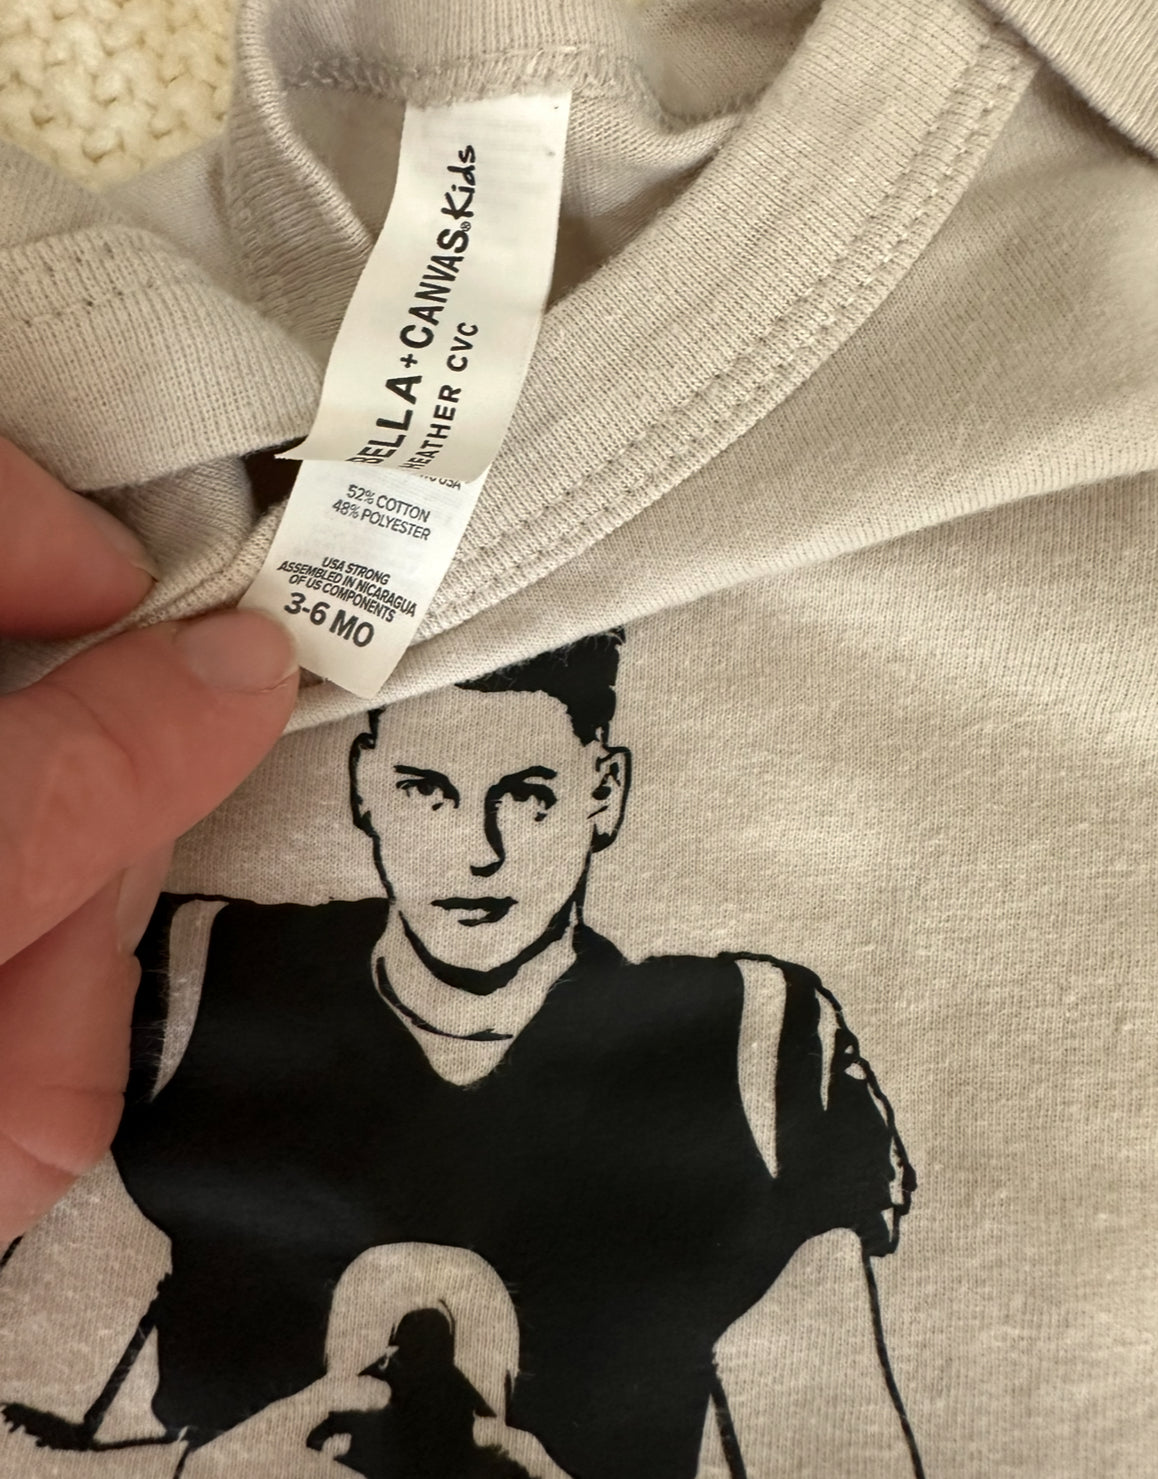 BELLA+CANVAS® Kids
HEATHER CVC
USA
52% COTTON
48% POLYESTER
USA STRONG
ASSEMBLED IN NICARAGUA
OF US COMPONENTS
3-6 MO